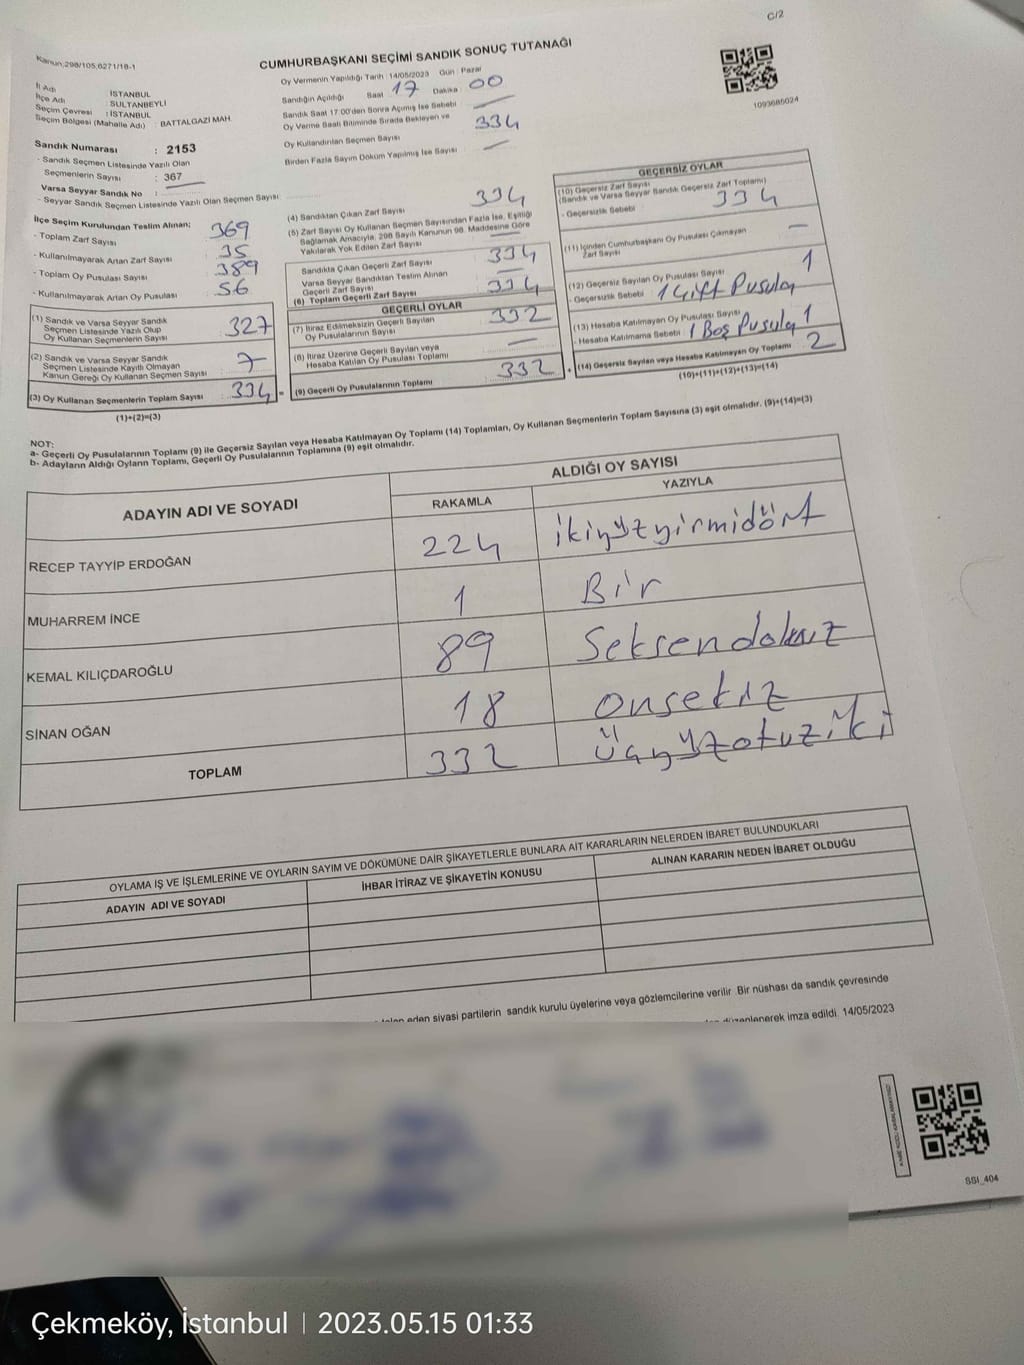 C/2
Kanun:298/105,6271/18-1
CUMHURBAŞKANI SEÇİMİ SANDIK SONUÇ TUTANAĞI
1093685024
İl Adı : İSTANBUL
İlçe Adı : SULTANBEYLİ
Seçim Çevresi : İSTANBUL
Seçim Bölgesi (Mahalle Adı) : BATTALGAZİ MAH.
Oy Vermenin Yapıldığı Tarih :14/05/2023 Gün : Pazar
Sandığın Açıldığı Saat : 17 Dakika : 00
Sandık Saat 17:00'den Sonra Açılmış İse Sebebi :
Oy Verme Saati Bitiminde Sırada Bekleyen ve
Oy Kullandırılan Seçmen Sayısı 334
Birden Fazla Sayım Döküm Yapılmış İse Sayısı
Sandık Numarası : 2153
- Sandık Seçmen Listesinde Yazılı Olan
Seçmenlerin Sayısı : 367
Varsa Seyyar Sandık No :
- Seyyar Sandık Seçmen Listesinde Yazılı Olan Seçmen Sayısı
İlçe Seçim Kurulundan Teslim Alınan;
- Toplam Zarf Sayısı 369
- Kullanılmayarak Artan Zarf Sayısı 35
- Toplam Oy Pusulası Sayısı 389
- Kullanılmayarak Artan Oy Pusulası 56
(1) Sandık ve Varsa Seyyar Sandık
Seçmen Listesinde Yazılı Olup
Oy Kullanan Seçmenlerin Sayısı 327
(2) Sandık ve Varsa Seyyar Sandık
Seçmen Listesinde Kayıtlı Olmayan
Kanun Gereği Oy Kullanan Seçmen Sayısı 7
(3) Oy Kullanan Seçmenlerin Toplam Sayısı 334 =
(1)+(2)=(3)
(4) Sandıktan Çıkan Zarf Sayısı 334
(5) Zarf Sayısı Oy Kullanan Seçmen Sayısından Fazla İse, Eşitliği
Sağlamak Amacıyla, 298 Sayılı Kanunun 98. Maddesine Göre
Yakılarak Yok Edilen Zarf Sayısı
Sandıkta Çıkan Geçerli Zarf Sayısı 334
Varsa Seyyar Sandıktan Teslim Alınan
Geçerli Zarf Sayısı
(6) Toplam Geçerli Zarf Sayısı 334
GEÇERLİ OYLAR
(7) İtiraz Edilmeksizin Geçerli Sayılan
Oy Pusulalarının Sayısı 332
(8) İtiraz Üzerine Geçerli Sayılan veya
Hesaba Katılan Oy Pusulası Toplamı —
(9) Geçerli Oy Pusulalarının Toplamı 332 +
GEÇERSİZ OYLAR
(10) Geçersiz Zarf Sayısı
(Sandık ve Varsa Seyyar Sandık Geçersiz Zarf Toplamı)
- Geçersizlik Sebebi : 334
(11) İçinden Cumhurbaşkanı Oy Pusulası Çıkmayan
Zarf Sayısı —
(12) Geçersiz Sayılan Oy Pusulası Sayısı 1
- Geçersizlik Sebebi : 1 Çift Pusula
(13) Hesaba Katılmayan Oy Pusulası Sayısı 1
- Hesaba Katılmama Sebebi : 1 Boş Pusula
(14) Geçersiz Sayılan veya Hesaba Katılmayan Oy Toplamı 2
(10)+(11)+(12)+(13)=(14)
NOT:
a- Geçerli Oy Pusulalarının Toplamı (9) ile Geçersiz Sayılan veya Hesaba Katılmayan Oy Toplamı (14) Toplamları, Oy Kullanan Seçmenlerin Toplam Sayısına (3) eşit olmalıdır. (9)+(14)=(3)
b- Adayların Aldığı Oyların Toplamı, Geçerli Oy Pusulalarının Toplamına (9) eşit olmalıdır.
ADAYIN ADI VE SOYADI
ALDIĞI OY SAYISI
RAKAMLA YAZIYLA
RECEP TAYYİP ERDOĞAN 224 ikiyüzyirmidört
MUHARREM İNCE 1 Bir
KEMAL KILIÇDAROĞLU 89 Seksendokuz
SİNAN OĞAN 18 onsekiz
TOPLAM 332 üçyüzotuziki
OYLAMA İŞ VE İŞLEMLERİNE VE OYLARIN SAYIM VE DÖKÜMÜNE DAİR ŞİKAYETLERLE BUNLARA AİT KARARLARIN NELERDEN İBARET BULUNDUKLARI
ADAYIN ADI VE SOYADI İHBAR İTİRAZ VE ŞİKAYETİN KONUSU ALINAN KARARIN NEDEN İBARET OLDUĞU
eden siyasi partilerin sandık kurulu üyelerine veya gözlemcilerine verilir .Bir nüshası da sandık çevresinde
düzenlenerek imza edildi. 14/05/2023
SSI_404
Çekmeköy, İstanbul | 2023.05.15 01:33